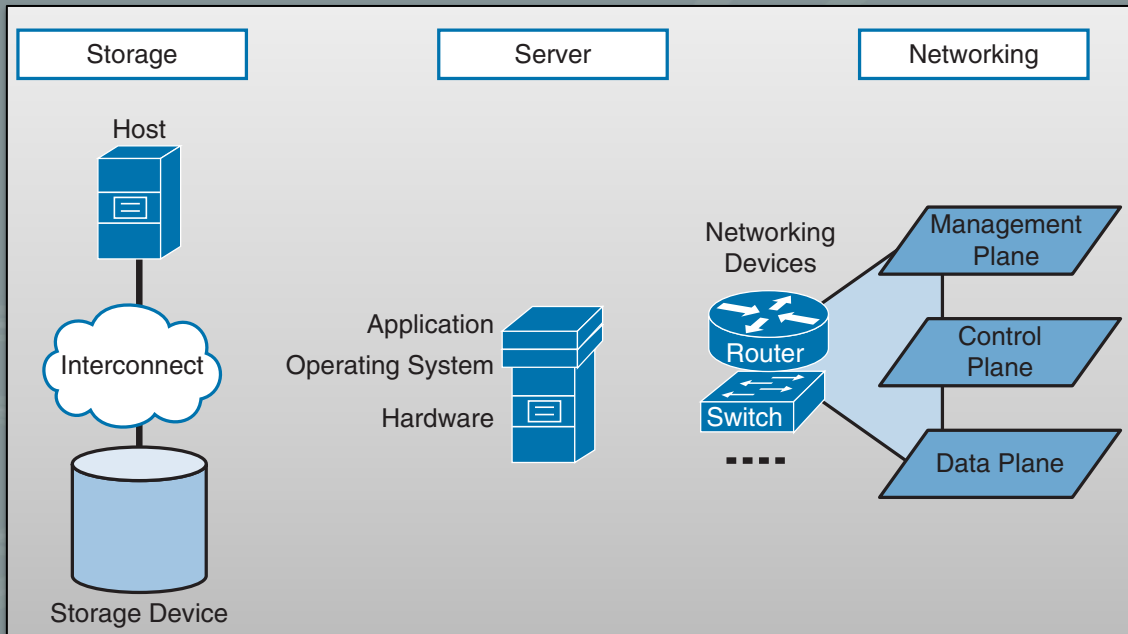 Storage
Server
Networking
Host
Interconnect
Storage Device
Application
Operating System
Hardware
Networking
Devices
Router
Switch
Management
Plane
Control
Plane
Data Plane